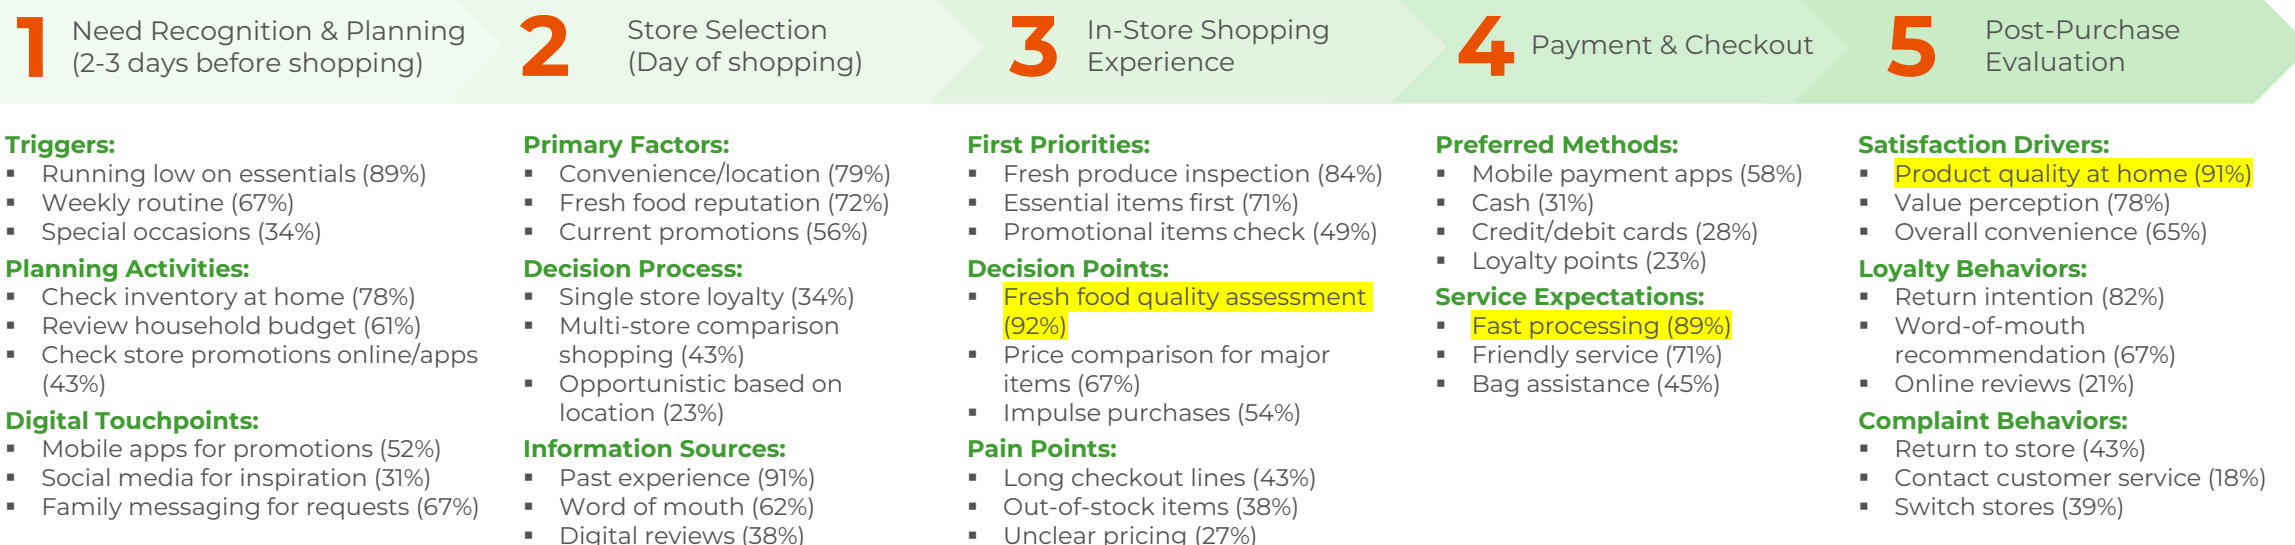 1 Need Recognition & Planning
(2-3 days before shopping)
2 Store Selection
(Day of shopping)
3 In-Store Shopping
Experience
4 Payment & Checkout
5 Post-Purchase
Evaluation
Triggers:
▪ Running low on essentials (89%)
▪ Weekly routine (67%)
▪ Special occasions (34%)
Planning Activities:
▪ Check inventory at home (78%)
▪ Review household budget (61%)
▪ Check store promotions online/apps
(43%)
Digital Touchpoints:
▪ Mobile apps for promotions (52%)
▪ Social media for inspiration (31%)
▪ Family messaging for requests (67%)
Primary Factors:
▪ Convenience/location (79%)
▪ Fresh food reputation (72%)
▪ Current promotions (56%)
Decision Process:
▪ Single store loyalty (34%)
▪ Multi-store comparison
shopping (43%)
▪ Opportunistic based on
location (23%)
Information Sources:
▪ Past experience (91%)
▪ Word of mouth (62%)
▪ Digital reviews (38%)
First Priorities:
▪ Fresh produce inspection (84%)
▪ Essential items first (71%)
▪ Promotional items check (49%)
Decision Points:
▪ Fresh food quality assessment
(92%)
▪ Price comparison for major
items (67%)
▪ Impulse purchases (54%)
Pain Points:
▪ Long checkout lines (43%)
▪ Out-of-stock items (38%)
▪ Unclear pricing (27%)
Preferred Methods:
▪ Mobile payment apps (58%)
▪ Cash (31%)
▪ Credit/debit cards (28%)
▪ Loyalty points (23%)
Service Expectations:
▪ Fast processing (89%)
▪ Friendly service (71%)
▪ Bag assistance (45%)
Satisfaction Drivers:
▪ Product quality at home (91%)
▪ Value perception (78%)
▪ Overall convenience (65%)
Loyalty Behaviors:
▪ Return intention (82%)
▪ Word-of-mouth
recommendation (67%)
▪ Online reviews (21%)
Complaint Behaviors:
▪ Return to store (43%)
▪ Contact customer service (18%)
▪ Switch stores (39%)